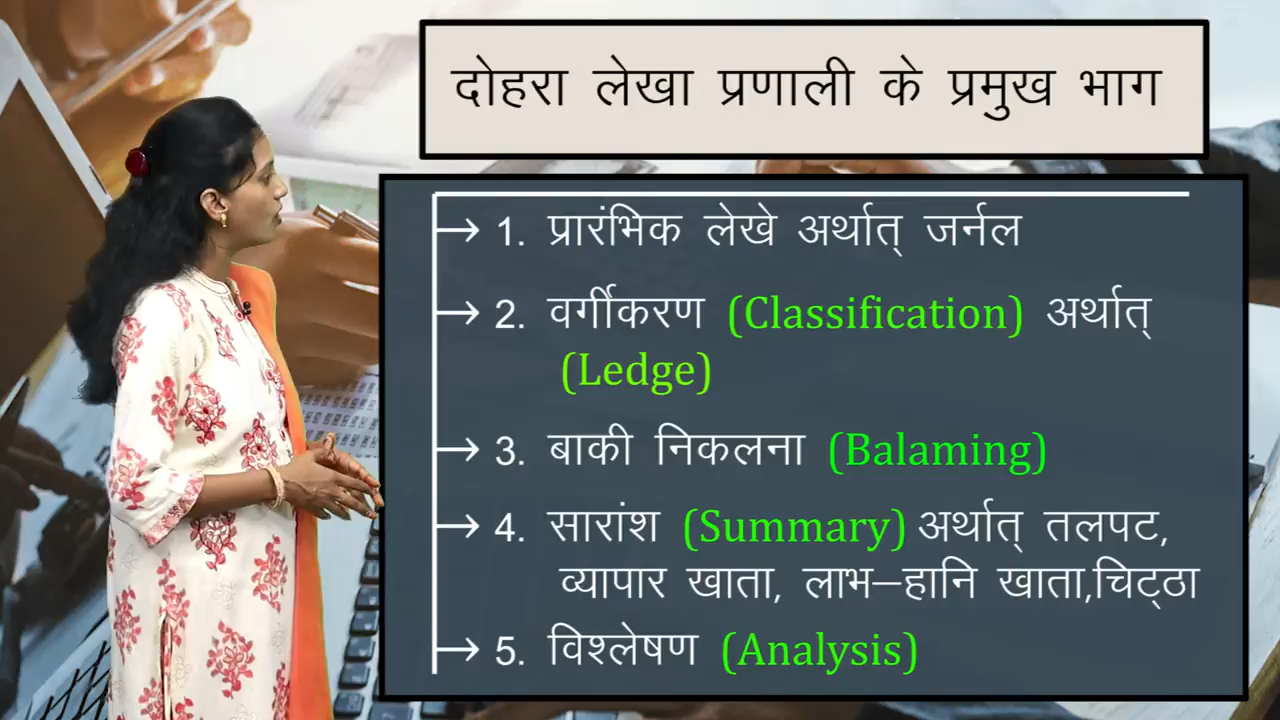 दोहरा लेखा प्रणाली के प्रमुख भाग
→ 1. प्रारंभिक लेखे अर्थात् जर्नल
→ 2. वर्गीकरण (Classification) अर्थात्
(Ledge)
→ 3. बाकी निकलना (Balaming)
→ 4. सारांश (Summary) अर्थात् तलपट,
व्यापार खाता, लाभ–हानि खाता,चिट्ठा
→ 5. विश्लेषण (Analysis)